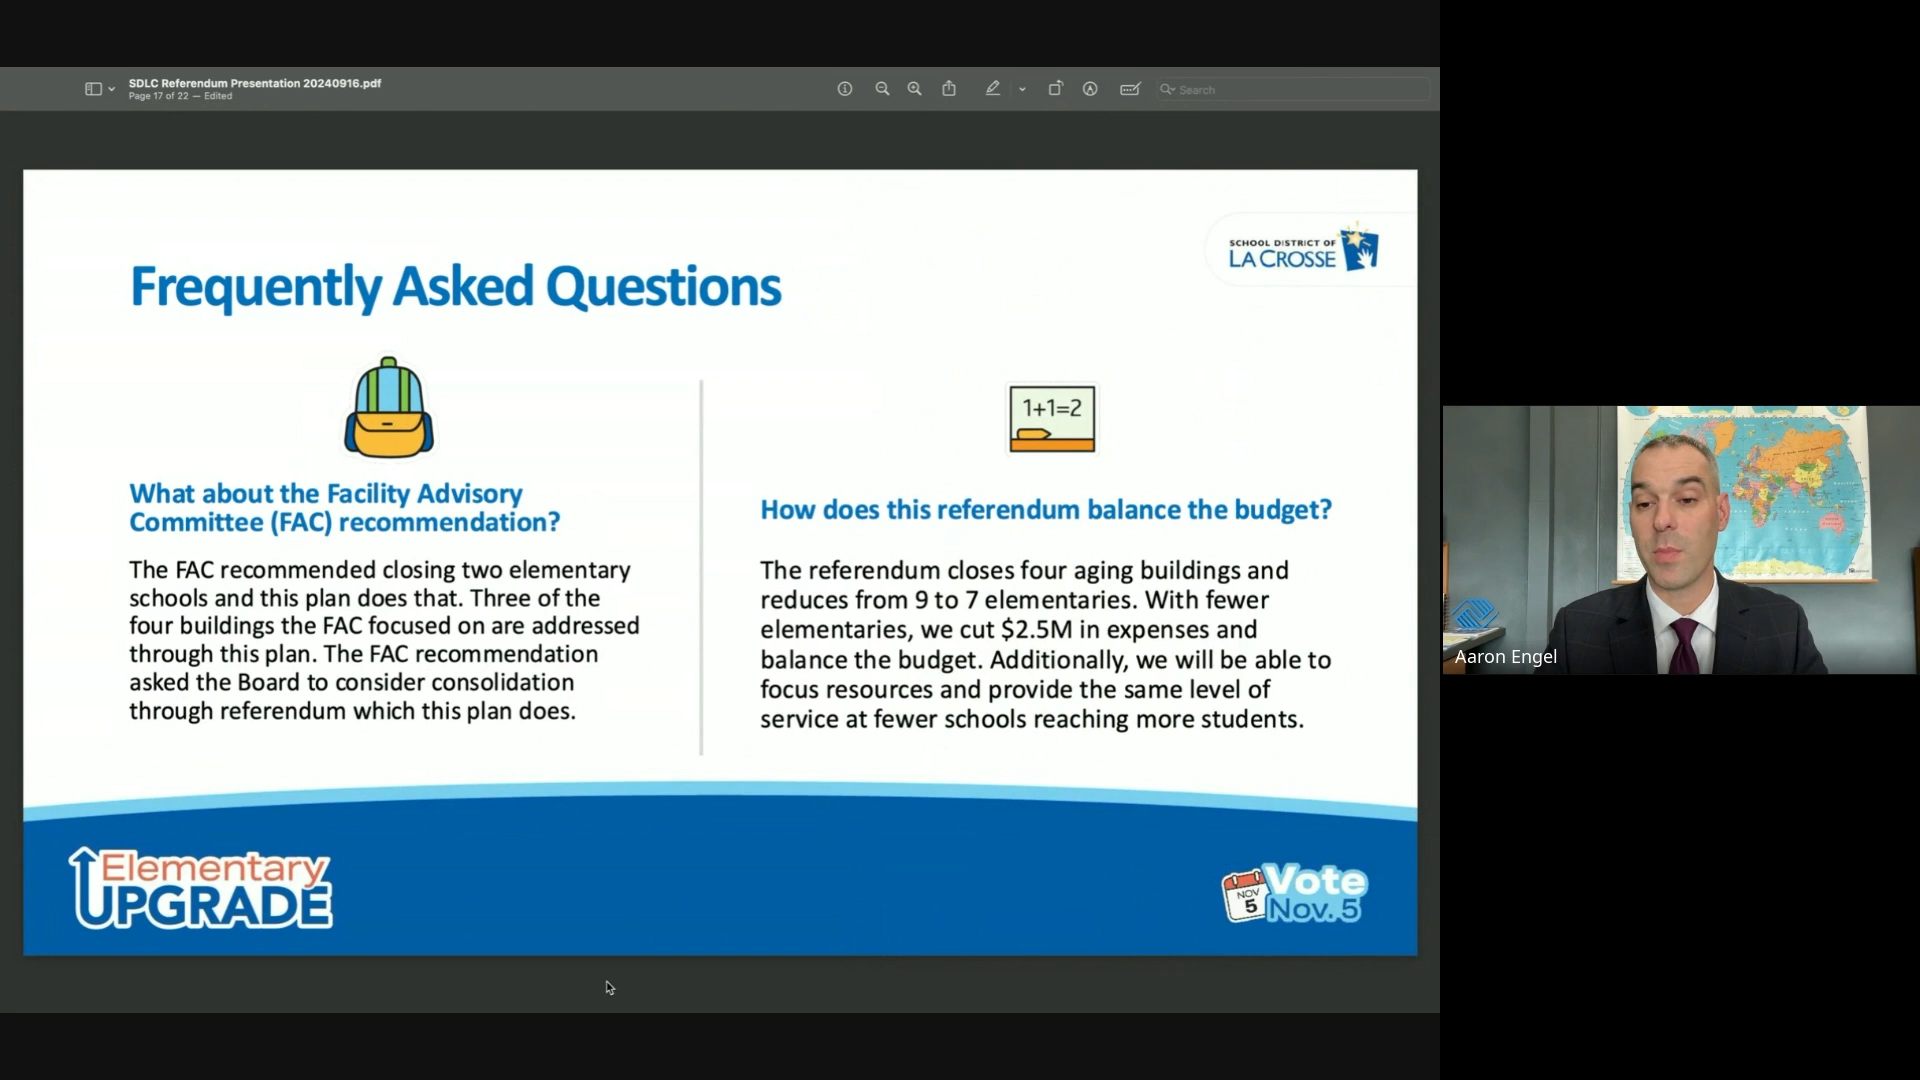 SDLC Referendum Presentation 20240916.pdf
Page 17 of 22 — Edited
Search
SCHOOL DISTRICT OF
LA CROSSE
Frequently Asked Questions
What about the Facility Advisory
Committee (FAC) recommendation?
The FAC recommended closing two elementary
schools and this plan does that. Three of the
four buildings the FAC focused on are addressed
through this plan. The FAC recommendation
asked the Board to consider consolidation
through referendum which this plan does.
1+1=2
How does this referendum balance the budget?
The referendum closes four aging buildings and
reduces from 9 to 7 elementaries. With fewer
elementaries, we cut $2.5M in expenses and
balance the budget. Additionally, we will be able to
focus resources and provide the same level of
service at fewer schools reaching more students.
Elementary
UPGRADE
NOV
5
Vote
Nov. 5
Aaron Engel